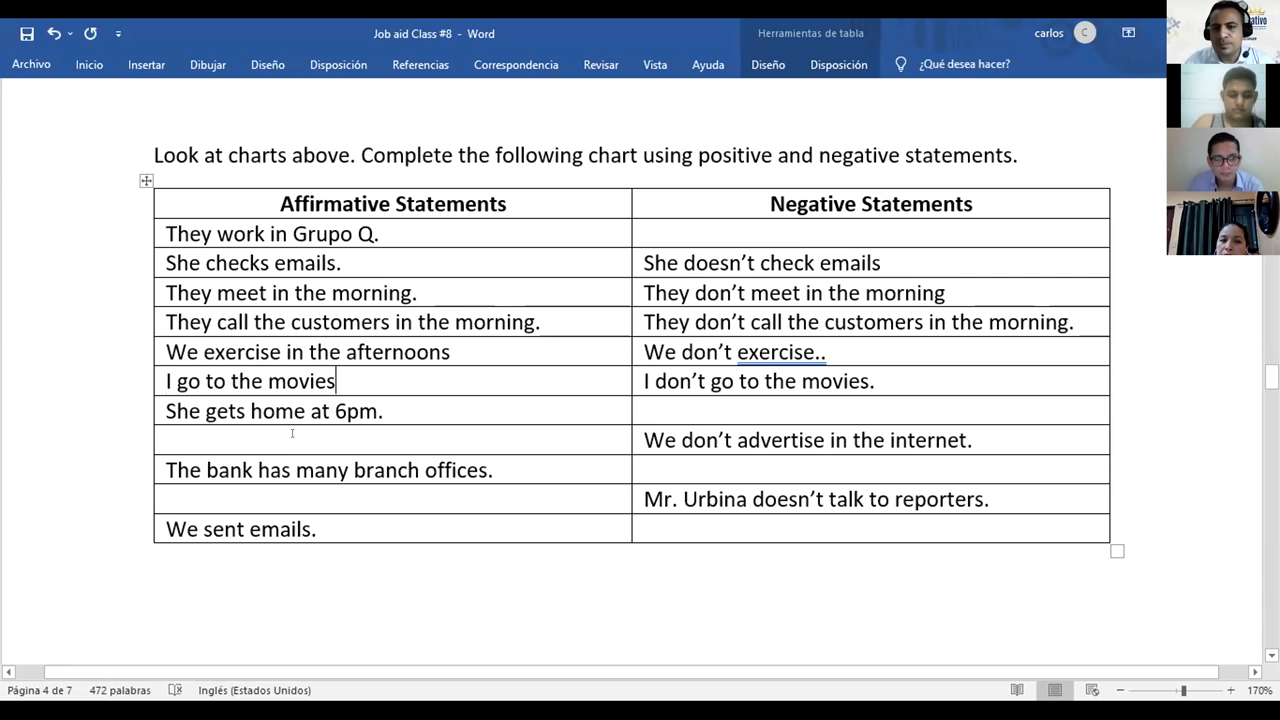 Job aid Class #8 - Word
Herramientas de tabla
carlos
C
Archivo Inicio Insertar Dibujar Diseño Disposición Referencias Correspondencia Revisar Vista Ayuda Diseño Disposición ¿Qué desea hacer?
Look at charts above. Complete the following chart using positive and negative statements.
Affirmative Statements Negative Statements
They work in Grupo Q.
She checks emails. She doesn’t check emails
They meet in the morning. They don’t meet in the morning
They call the customers in the morning. They don’t call the customers in the morning.
We exercise in the afternoons We don’t exercise..
I go to the movies I don’t go to the movies.
She gets home at 6pm.
We don’t advertise in the internet.
The bank has many branch offices.
Mr. Urbina doesn’t talk to reporters.
We sent emails.
Página 4 de 7 472 palabras Inglés (Estados Unidos) 170%